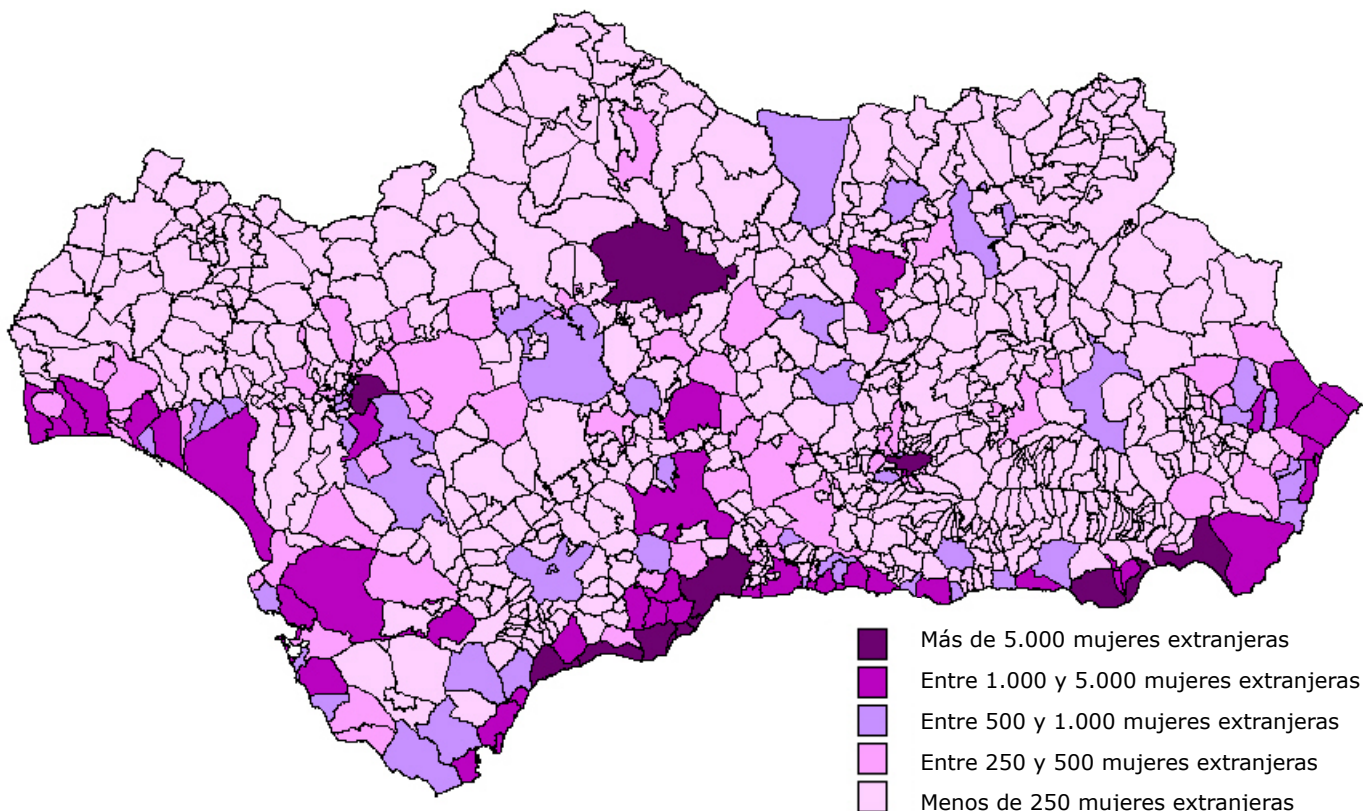 Más de 5.000 mujeres extranjeras
Entre 1.000 y 5.000 mujeres extranjeras
Entre 500 y 1.000 mujeres extranjeras
Entre 250 y 500 mujeres extranjeras
Menos de 250 mujeres extranjeras